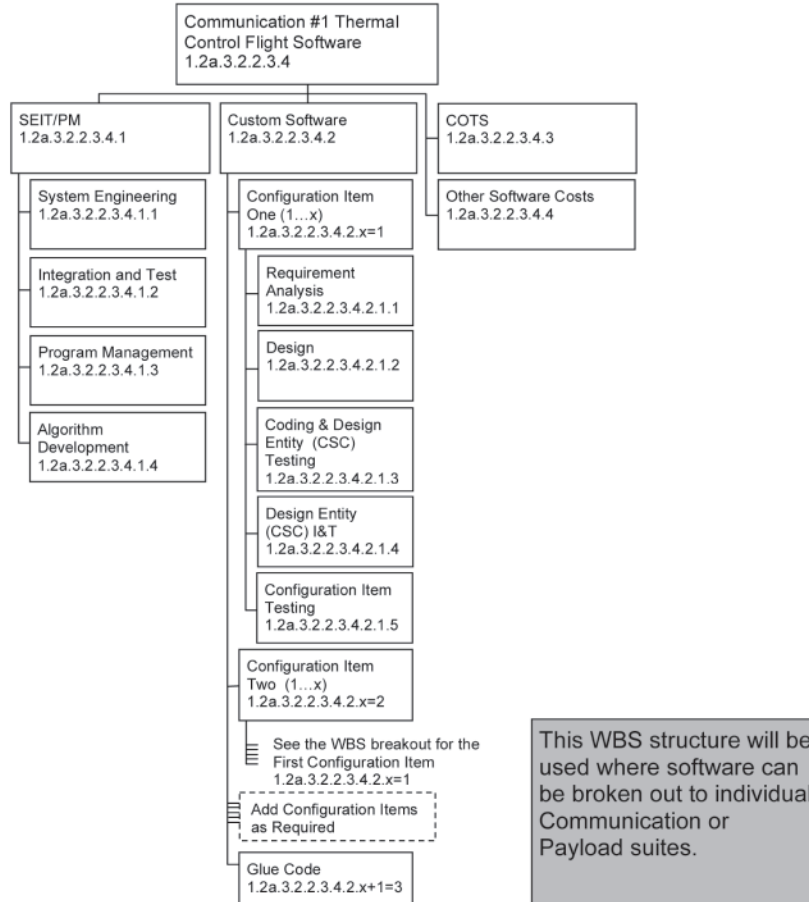 Communication #1 Thermal
Control Flight Software
1.2a.3.2.2.3.4
SEIT/PM
1.2a.3.2.2.3.4.1
System Engineering
1.2a.3.2.2.3.4.1.1
Integration and Test
1.2a.3.2.2.3.4.1.2
Program Management
1.2a.3.2.2.3.4.1.3
Algorithm
Development
1.2a.3.2.2.3.4.1.4
Custom Software
1.2a.3.2.2.3.4.2
Configuration Item
One (1...x)
1.2a.3.2.2.3.4.2.x=1
Requirement
Analysis
1.2a.3.2.2.3.4.2.1.1
Design
1.2a.3.2.2.3.4.2.1.2
Coding & Design
Entity (CSC)
Testing
1.2a.3.2.2.3.4.2.1.3
Design Entity
(CSC) I&T
1.2a.3.2.2.3.4.2.1.4
Configuration Item
Testing
1.2a.3.2.2.3.4.2.1.5
Configuration Item
Two (1...x)
1.2a.3.2.2.3.4.2.x=2
See the WBS breakout for the
First Configuration Item
1.2a.3.2.2.3.4.2.x=1
Add Configuration Items
as Required
Glue Code
1.2a.3.2.2.3.4.2.x+1=3
COTS
1.2a.3.2.2.3.4.3
Other Software Costs
1.2a.3.2.2.3.4.4
This WBS structure will be
used where software can
be broken out to individual
Communication or
Payload suites.